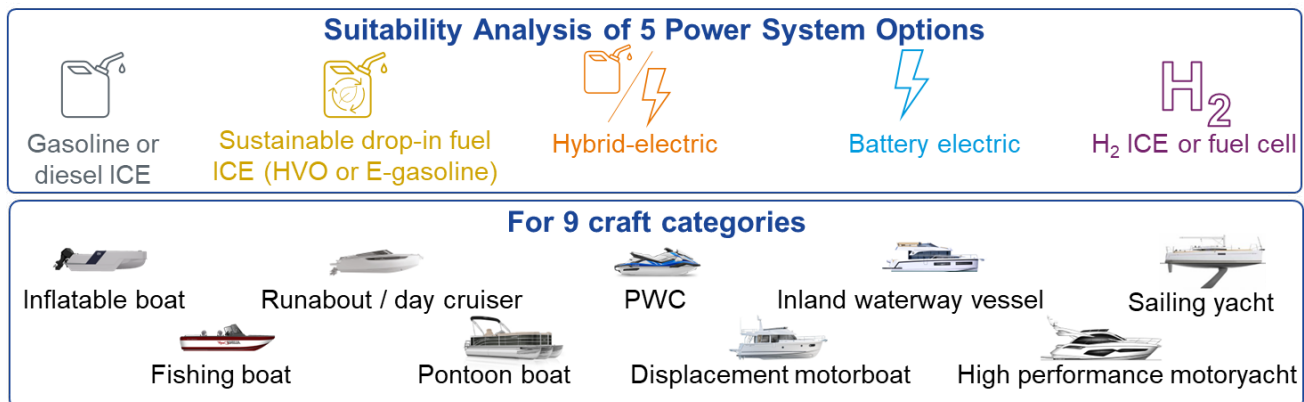 Suitability Analysis of 5 Power System Options
Gasoline or
diesel ICE
Sustainable drop-in fuel
ICE (HVO or E-gasoline)
Hybrid-electric
Battery electric
H₂
H₂ ICE or fuel cell
For 9 craft categories
Inflatable boat
Runabout / day cruiser
PWC
Inland waterway vessel
Sailing yacht
Fishing boat
Pontoon boat
Displacement motorboat
High performance motoryacht